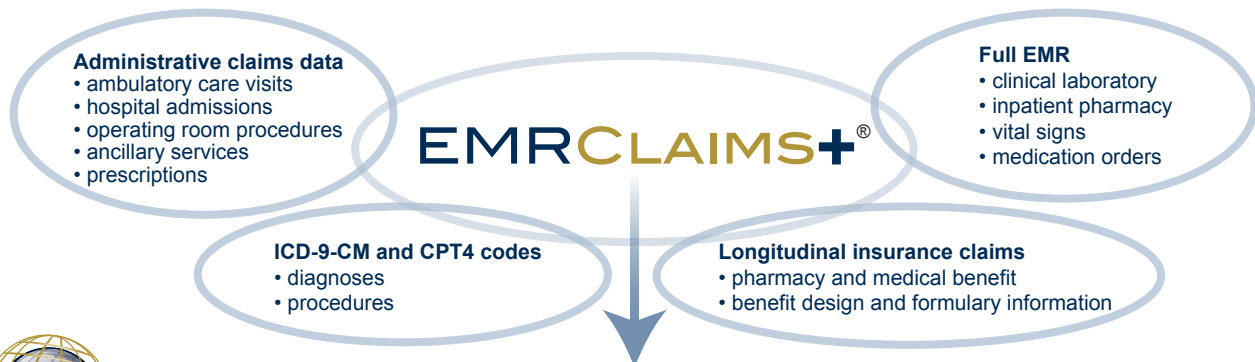 Administrative claims data
• ambulatory care visits
• hospital admissions
• operating room procedures
• ancillary services
• prescriptions
EMRCLAIMS+®
Full EMR
• clinical laboratory
• inpatient pharmacy
• vital signs
• medication orders
ICD-9-CM and CPT4 codes
• diagnoses
• procedures
Longitudinal insurance claims
• pharmacy and medical benefit
• benefit design and formulary information